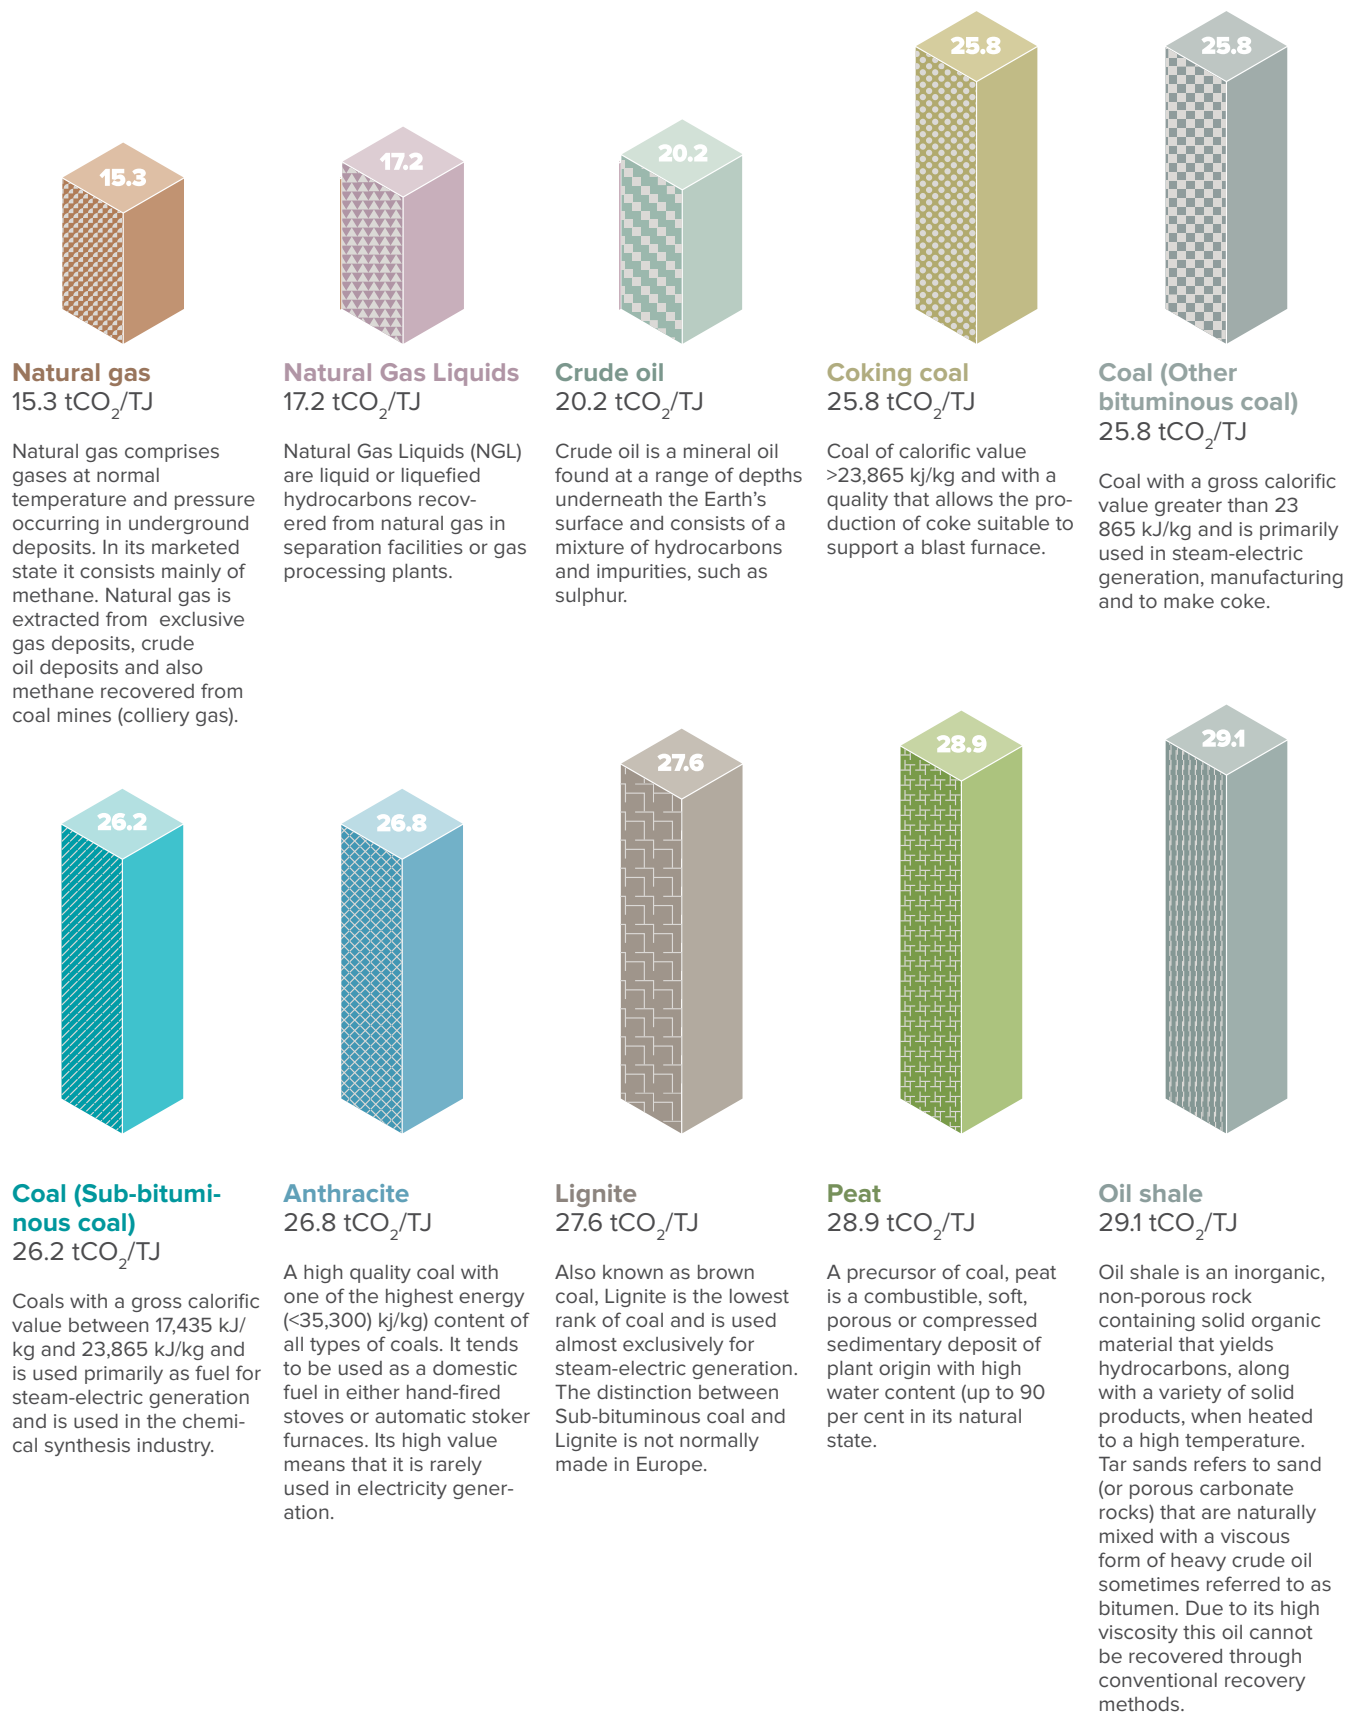 15.3
17.2
20.2
25.8
25.8
Natural gas
15.3 tCO2/TJ
Natural gas comprises
gases at normal
temperature and pressure
occurring in underground
deposits. In its marketed
state it consists mainly of
methane. Natural gas is
extracted from  exclusive
gas deposits, crude
oil deposits and also
methane recovered from
coal mines (colliery gas).
Natural Gas Liquids
17.2 tCO2/TJ
Natural Gas Liquids (NGL)
are liquid or liquefied
hydrocarbons recov-
ered from natural gas in
separation facilities or gas
processing plants.
Crude oil
20.2 tCO2/TJ
Crude oil is a mineral oil
found at a range of depths
underneath the Earth's
surface and consists of a
mixture of hydrocarbons
and impurities, such as
sulphur.
Coking coal
25.8 tCO2/TJ
Coal of calorific value
>23,865 kj/kg and with a
quality that allows the pro-
duction of coke suitable to
support a blast furnace.
Coal (Other
bituminous coal)
25.8 tCO2/TJ
Coal with a gross calorific
value greater than 23
865 kJ/kg and is primarily
used in steam-electric
generation, manufacturing
and to make coke.
26.2
26.8
27.6
28.9
29.1
Coal (Sub-bitumi-
nous coal)
26.2 tCO2/TJ
Coals with a gross calorific
value between 17,435 kJ/
kg and 23,865 kJ/kg and
is used primarily as fuel for
steam-electric generation
and is used in the chemi-
cal synthesis industry.
Anthracite
26.8 tCO2/TJ
A high quality coal with
one of the highest energy
(<35,300) kj/kg) content of
all types of coals. It tends
to be used as a domestic
fuel in either hand-fired
stoves or automatic stoker
furnaces. Its high value
means that it is rarely
used in electricity gener-
ation.
Lignite
27.6 tCO2/TJ
Also known as brown
coal, Lignite is the lowest
rank of coal and is used
almost exclusively for
steam-electric generation.
The distinction between
Sub-bituminous coal and
Lignite is not normally
made in Europe.
Peat
28.9 tCO2/TJ
A precursor of coal, peat
is a combustible, soft,
porous or compressed
sedimentary deposit of
plant origin with high
water content (up to 90
per cent in its natural
state.
Oil shale
29.1 tCO2/TJ
Oil shale is an inorganic,
non-porous rock
containing solid organic
material that yields
hydrocarbons, along
with a variety of solid
products, when heated
to a high temperature.
Tar sands refers to sand
(or porous carbonate
rocks) that are naturally
mixed with a viscous
form of heavy crude oil
sometimes referred to as
bitumen. Due to its high
viscosity this oil cannot
be recovered through
conventional recovery
methods.